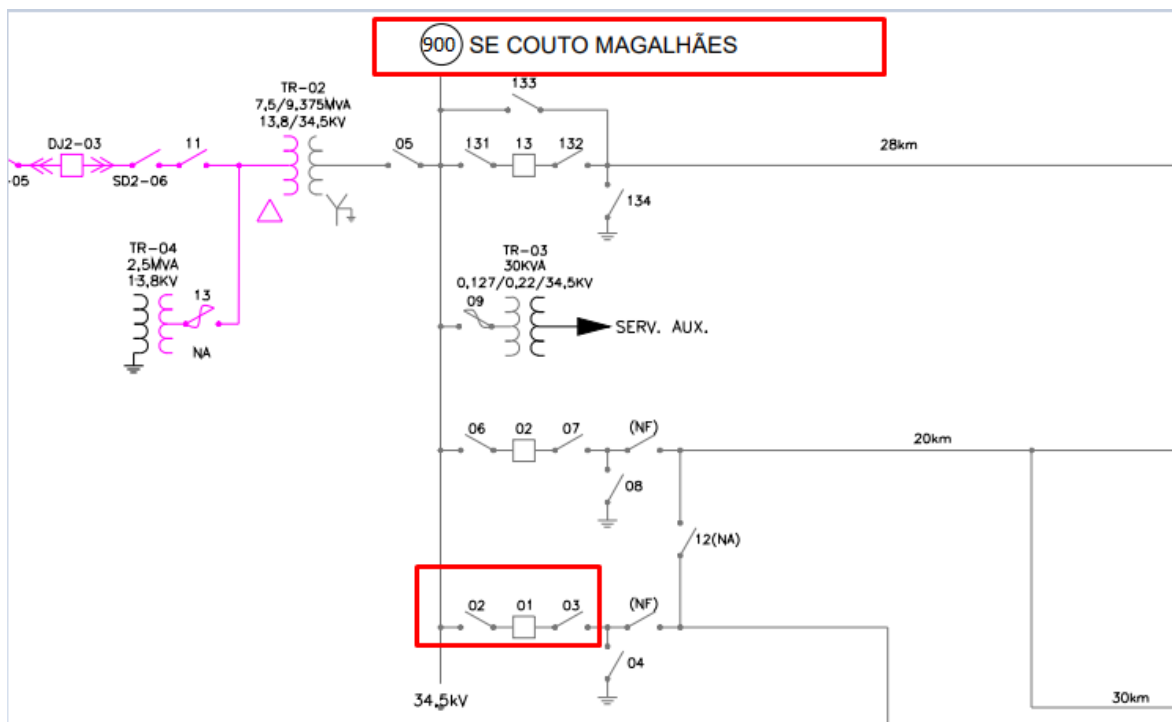 900 SE COUTO MAGALHÃES
133
TR-02
7,5/9,375MVA
13,8/34,5KV
DJ2-03
11
05
131
13
132
28km
-05
SD2-06
134
TR-04
2,5MVA
13,8KV
13
NA
TR-03
30KVA
0,127/0,22/34,5KV
09
SERV. AUX.
06
02
07
(NF)
20km
08
12(NA)
02
01
03
(NF)
04
34,5kV
30km